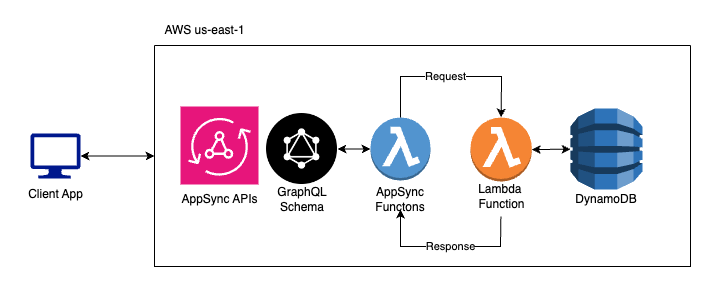 AWS us-east-1
Request
Client App
AppSync APIs
GraphQL
Schema
AppSync
Functons
Lambda
Function
DynamoDB
Response